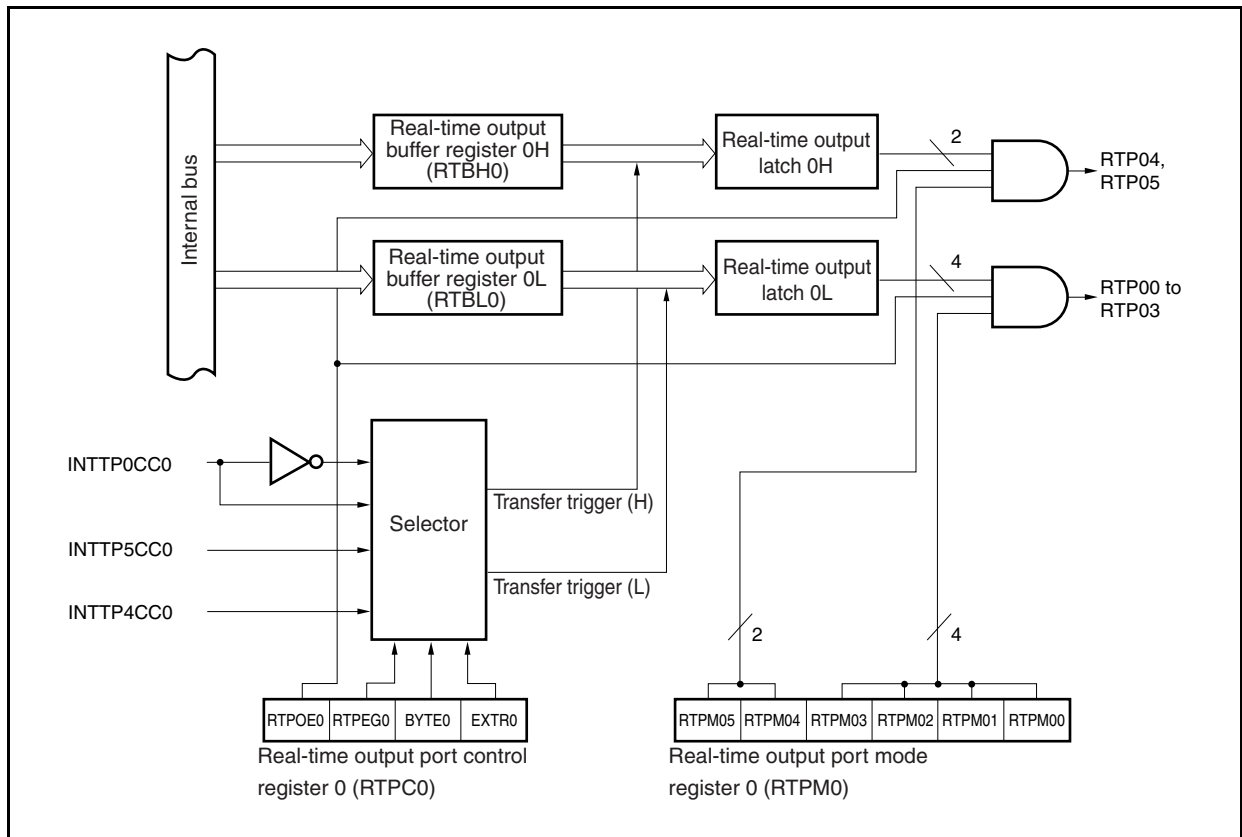 Internal bus
Real-time output
buffer register 0H
(RTBH0)
Real-time output
latch 0H
2
RTP04,
RTP05
Real-time output
buffer register 0L
(RTBL0)
Real-time output
latch 0L
4
RTP00 to
RTP03
INTTP0CC0
INTTP5CC0
INTTP4CC0
Selector
Transfer trigger (H)
Transfer trigger (L)
2
4
RTPOE0 RTPEG0 BYTE0 EXTR0
Real-time output port control
register 0 (RTPC0)
RTPM05 RTPM04 RTPM03 RTPM02 RTPM01 RTPM00
Real-time output port mode
register 0 (RTPM0)